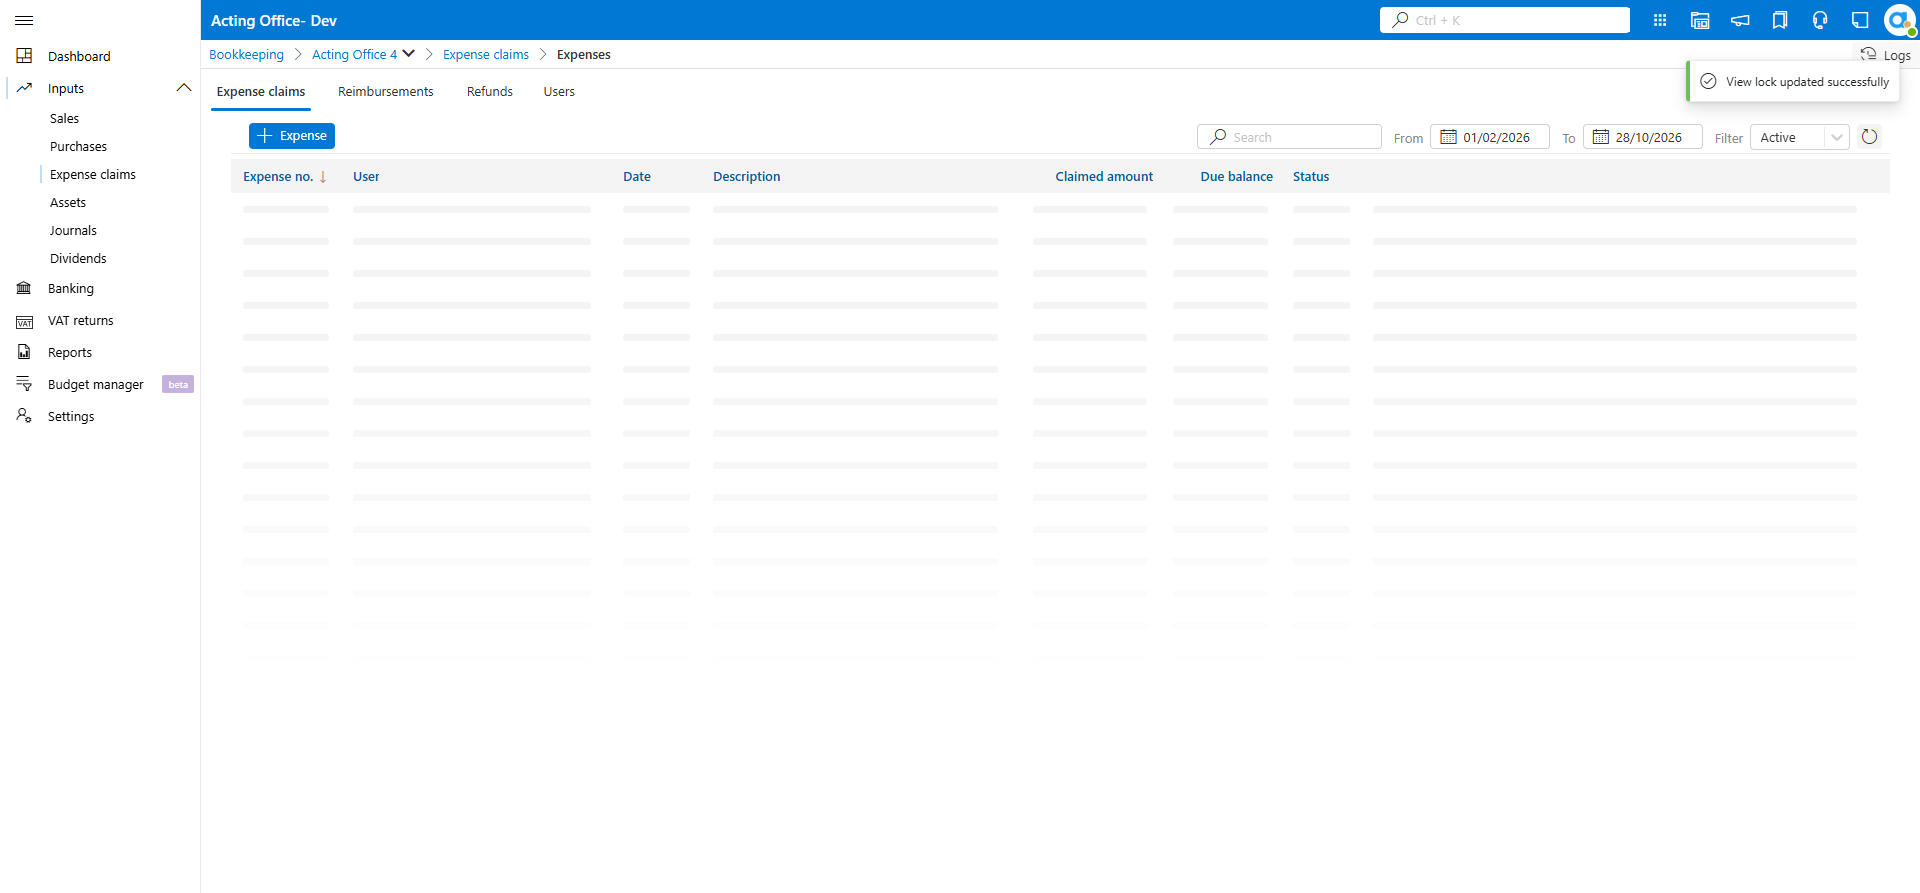 Acting Office- Dev
Ctrl + K
Bookkeeping
Acting Office 4
Expense claims
Expenses
Logs
View lock updated successfully
Dashboard
Inputs
Sales
Purchases
Expense claims
Assets
Journals
Dividends
Banking
VAT
VAT returns
Reports
Budget manager
beta
Settings
Expense claims
Reimbursements
Refunds
Users
Expense
Search
From
01/02/2026
To
28/10/2026
Filter
Active
Expense no.
User
Date
Description
Claimed amount
Due balance
Status